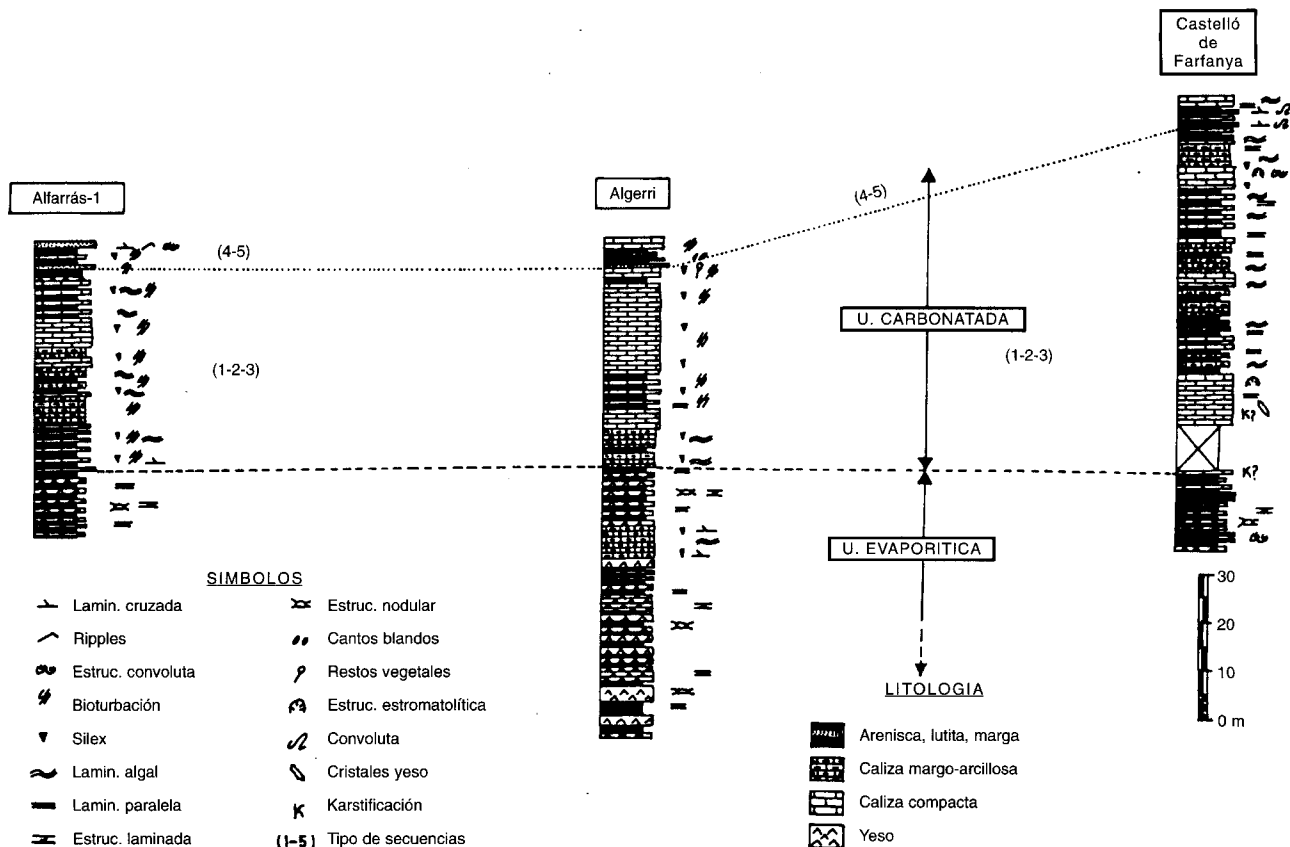 Castelló
de
Farfanya
Alfarrás-1
Algerri
(4-5)
(4-5)
U. CARBONATADA
(1-2-3)
(1-2-3)
K?
K?
U. EVAPORITICA
SIMBOLOS
Lamin. cruzada
Ripples
Estruc. convoluta
Bioturbación
Silex
Lamin. algal
Lamin. paralela
Estruc. laminada
Estruc. nodular
Cantos blandos
Restos vegetales
Estruc. estromatolítica
Convoluta
Cristales yeso
K Karstificación
(1-5) Tipo de secuencias
LITOLOGIA
Arenisca, lutita, marga
Caliza margo-arcillosa
Caliza compacta
Yeso
30
20
10
0 m